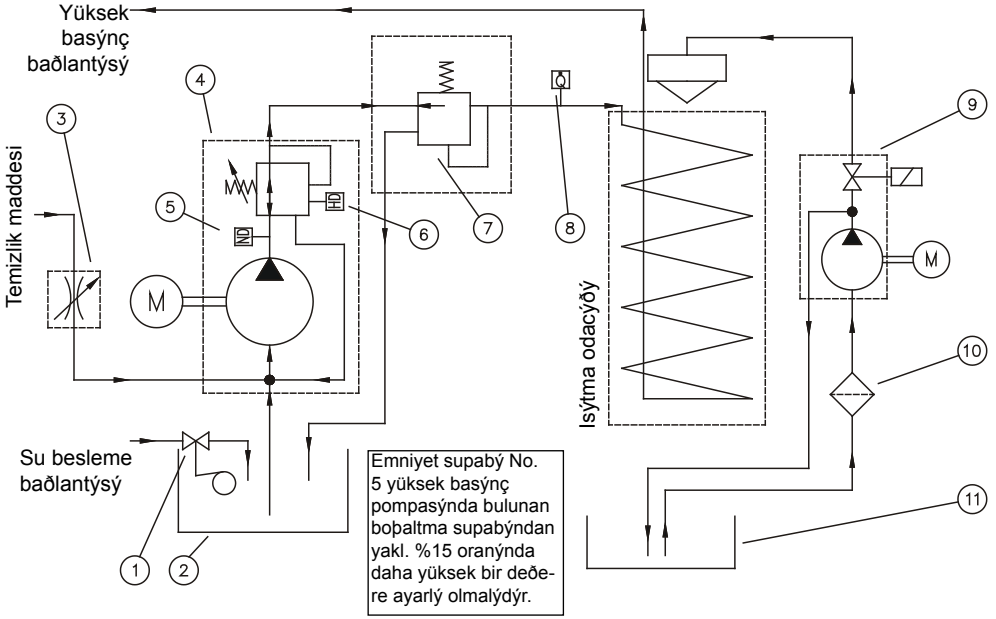 Yüksek
basýnç
baðlantýsý
Temizlik maddesi
3
4
5
ND
HD
6
M
7
Q
8
Isýtma odacýðý
9
M
10
11
Su besleme
baðlantýsý
1
2
Emniyet supabý No.
5 yüksek basýnç
pompasýnda bulunan
boþaltma supabýndan
yakl. %15 oranýnda
daha yüksek bir deðe-
re ayarlý olmalýdýr.